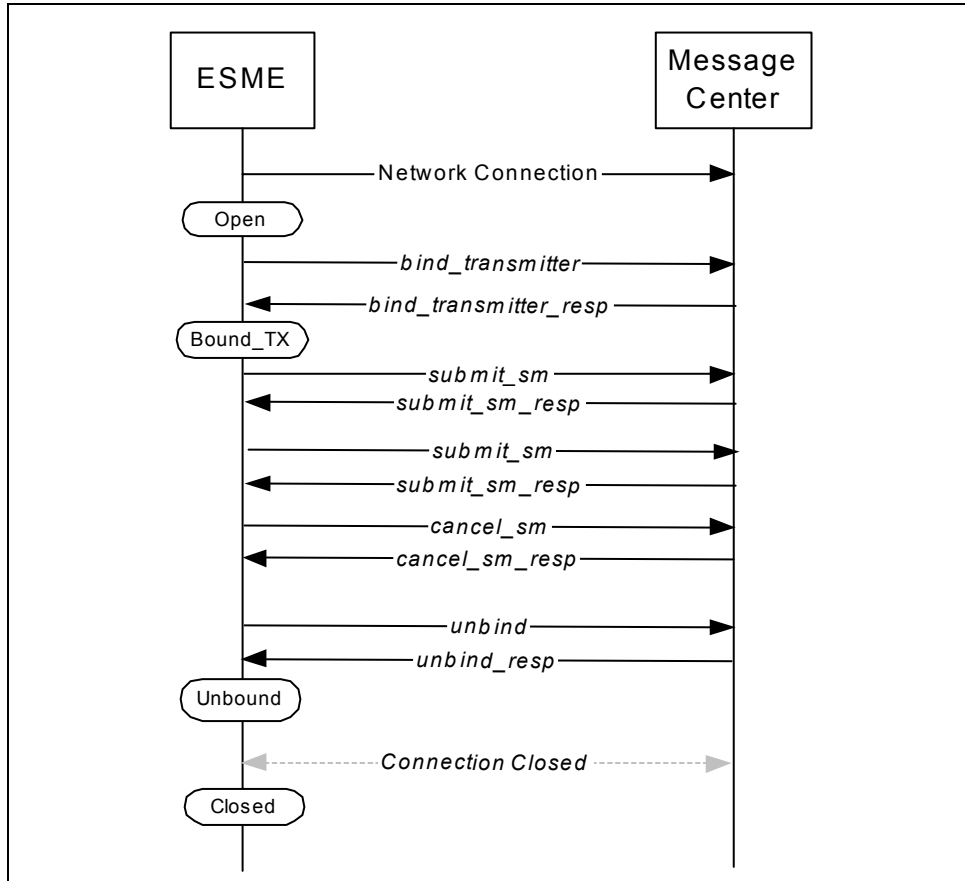 ESME
Message
Center
Network Connection
Open
bind_transmitter
bind_transmitter_resp
Bound_TX
submit_sm
submit_sm_resp
submit_sm
submit_sm_resp
cancel_sm
cancel_sm_resp
unbind
unbind_resp
Unbound
Connection Closed
Closed